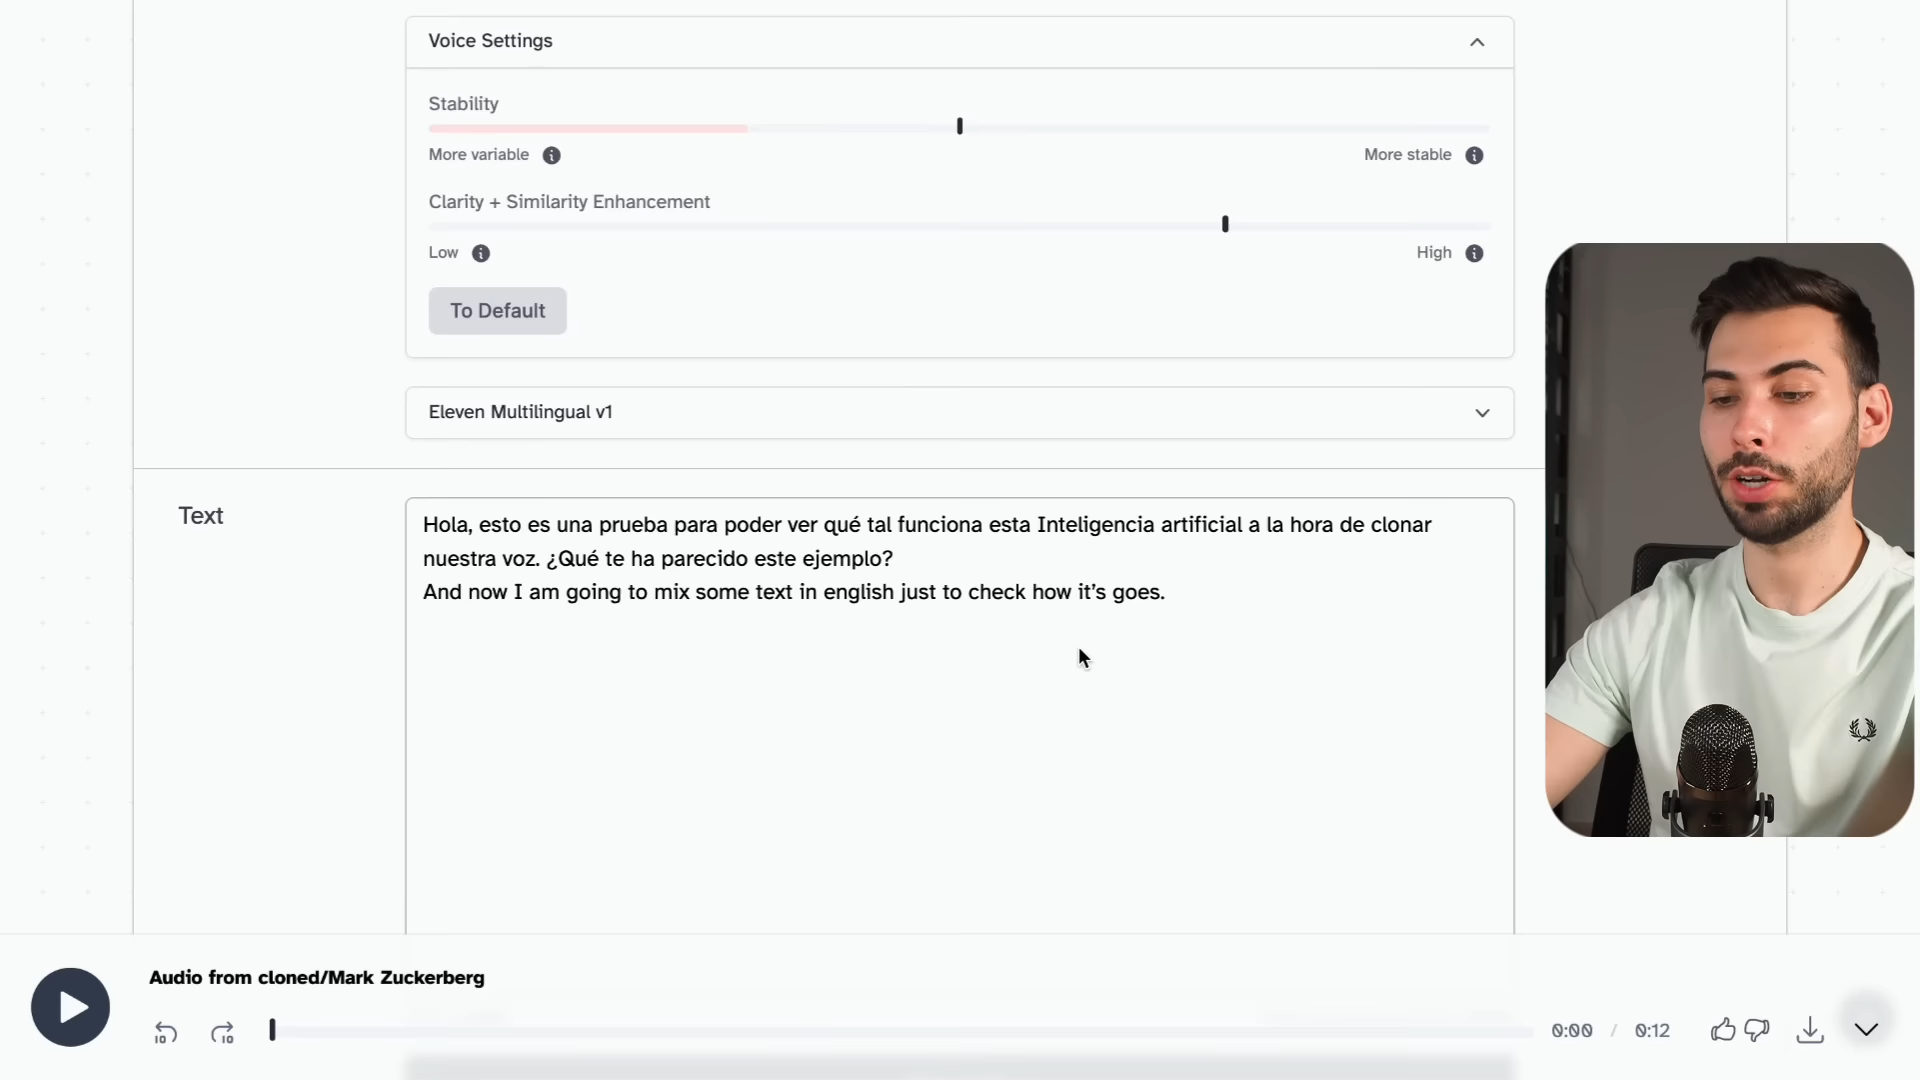 Voice Settings
Stability
More variable
More stable
Clarity + Similarity Enhancement
Low
High
To Default
Eleven Multilingual v1
Text
Hola, esto es una prueba para poder ver qué tal funciona esta Inteligencia artificial a la hora de clonar
nuestra voz. ¿Qué te ha parecido este ejemplo?
And now I am going to mix some text in english just to check how it’s goes.
Audio from cloned/Mark Zuckerberg
10
10
0:00 / 0:12